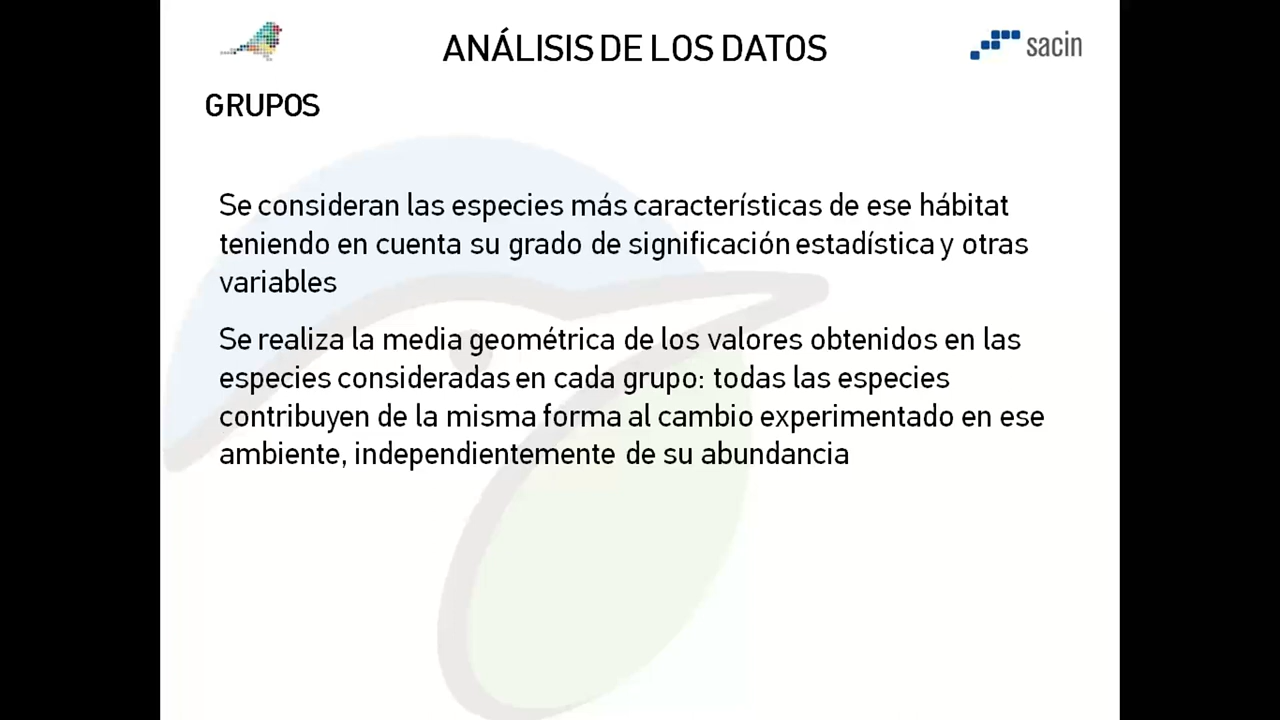 ANÁLISIS DE LOS DATOS
sacin
GRUPOS
Se consideran las especies más características de ese hábitat
teniendo en cuenta su grado de significación estadística y otras
variables
Se realiza la media geométrica de los valores obtenidos en las
especies consideradas en cada grupo: todas las especies
contribuyen de la misma forma al cambio experimentado en ese
ambiente, independientemente de su abundancia